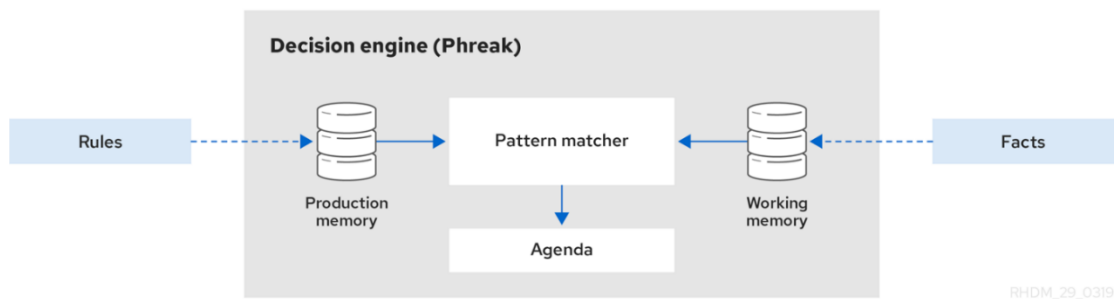 Decision engine (Phreak)
Rules
Production
memory
Pattern matcher
Working
memory
Facts
Agenda
RHDM_29_0319